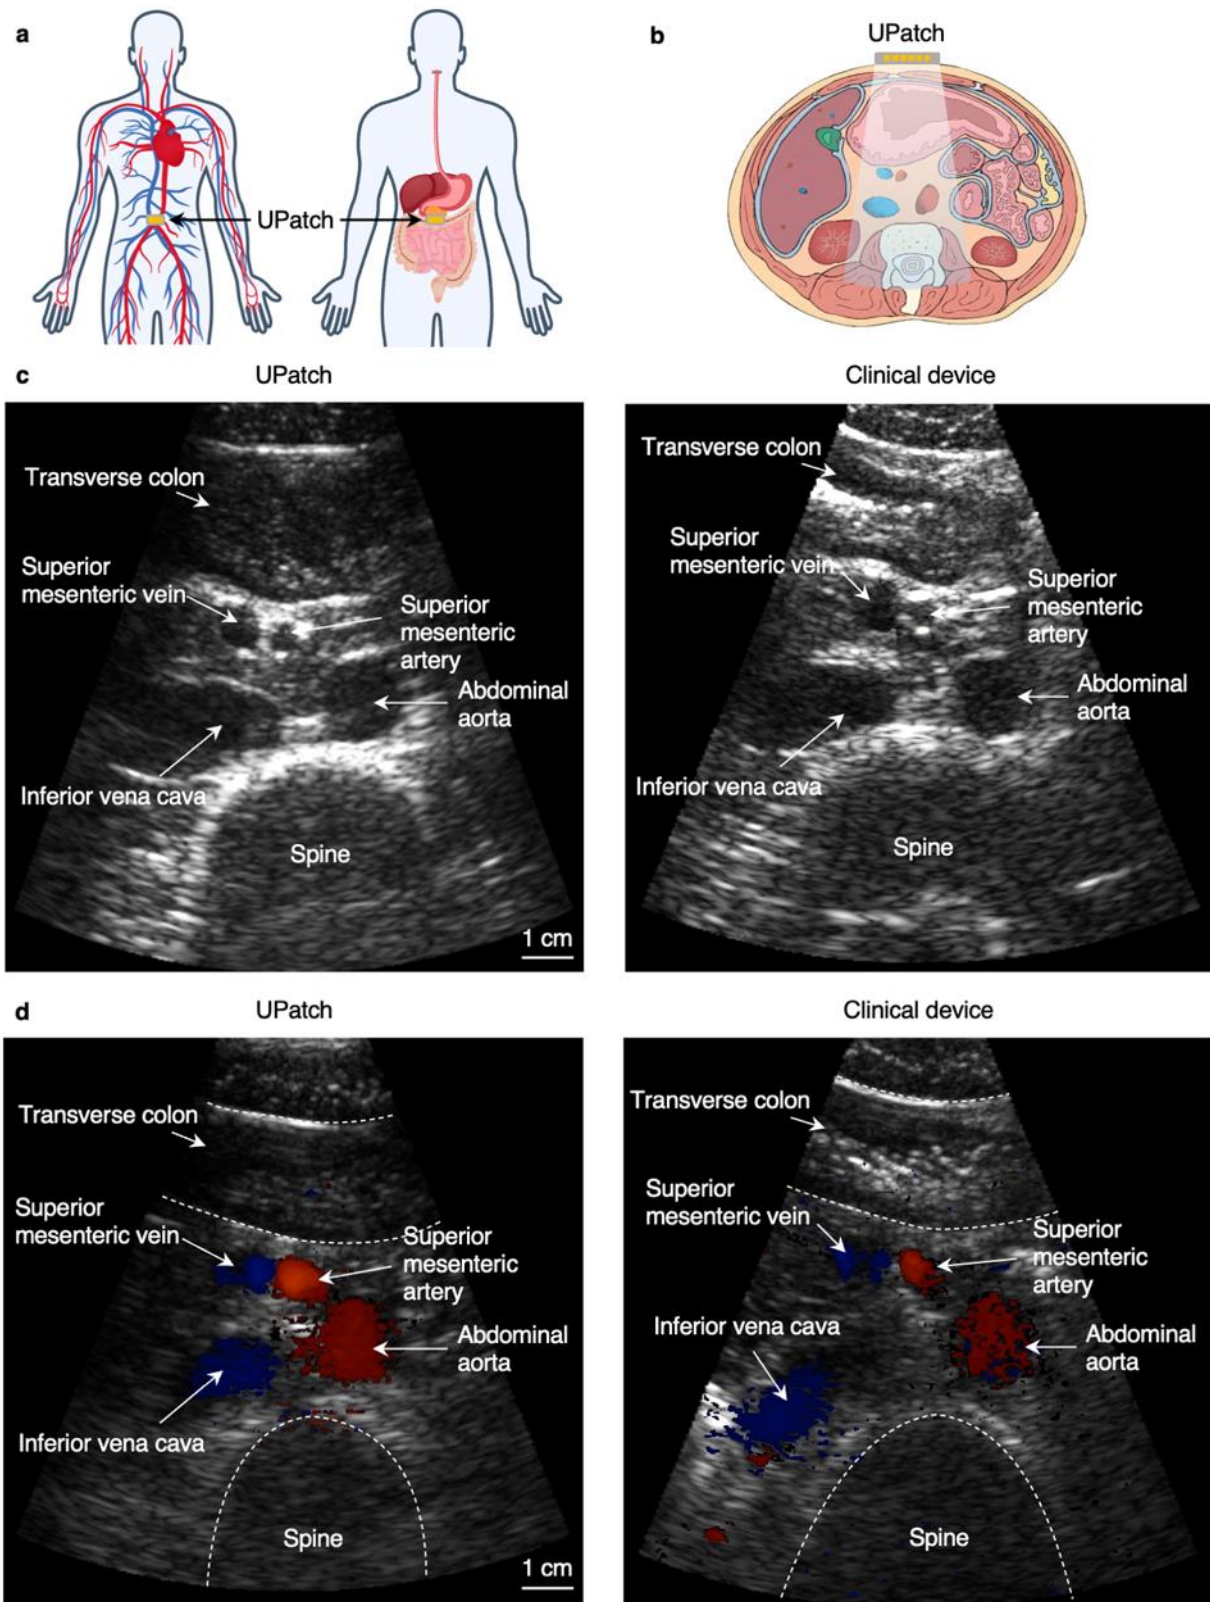 a
UPatch
b
UPatch
c
UPatch
Clinical device
Transverse colon
Superior
mesenteric vein
Superior
mesenteric
artery
Abdominal
aorta
Inferior vena cava
Spine
1 cm
Transverse colon
Superior
mesenteric vein
Superior
mesenteric
artery
Abdominal
aorta
Inferior vena cava
Spine
d
UPatch
Clinical device
Transverse colon
Superior
mesenteric vein
Superior
mesenteric
artery
Abdominal
aorta
Inferior vena cava
Spine
1 cm
Transverse colon
Superior
mesenteric vein
Superior
mesenteric
artery
Inferior vena cava
Abdominal
aorta
Spine